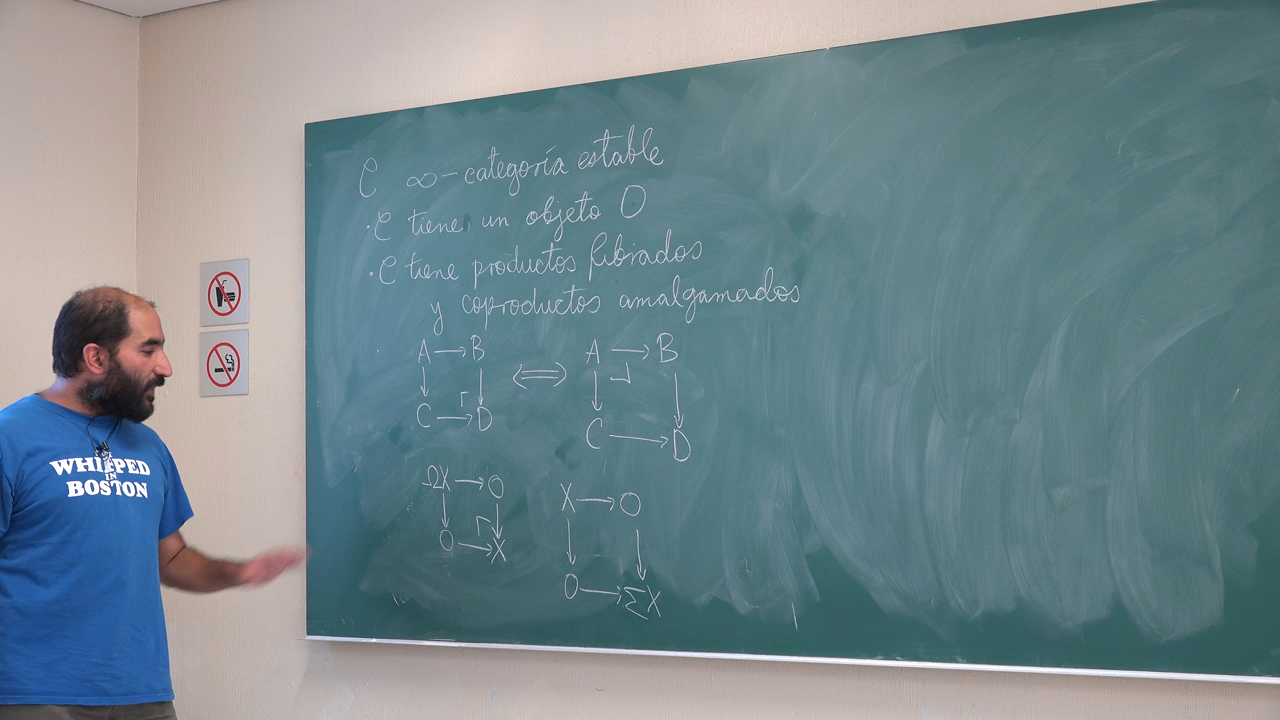 C ∞-categoría estable
· C tiene un objeto 0
· C tiene productos fibrados
y coproductos amalgamados
A → B ⟺ A → B
↓ ↓ ↓ ⌟ ↓
C → ⌜ D C → D
ΩX → 0 X → 0
↓ ⌜ ↓ ↓ ↓
0 → X 0 → ΣX
WHIPPED
IN
BOSTON